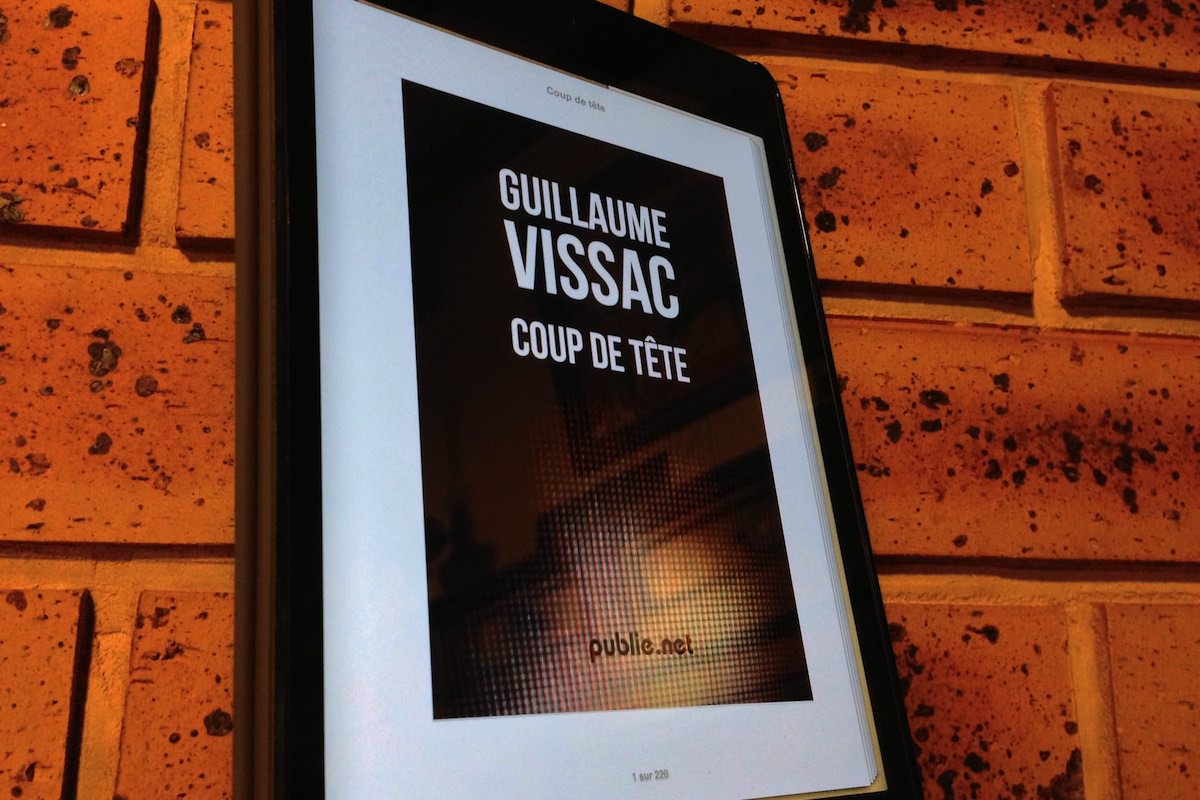 Coup de tête
GUILLAUME
VISSAC
COUP DE TÊTE
publie.net
1 sur 220